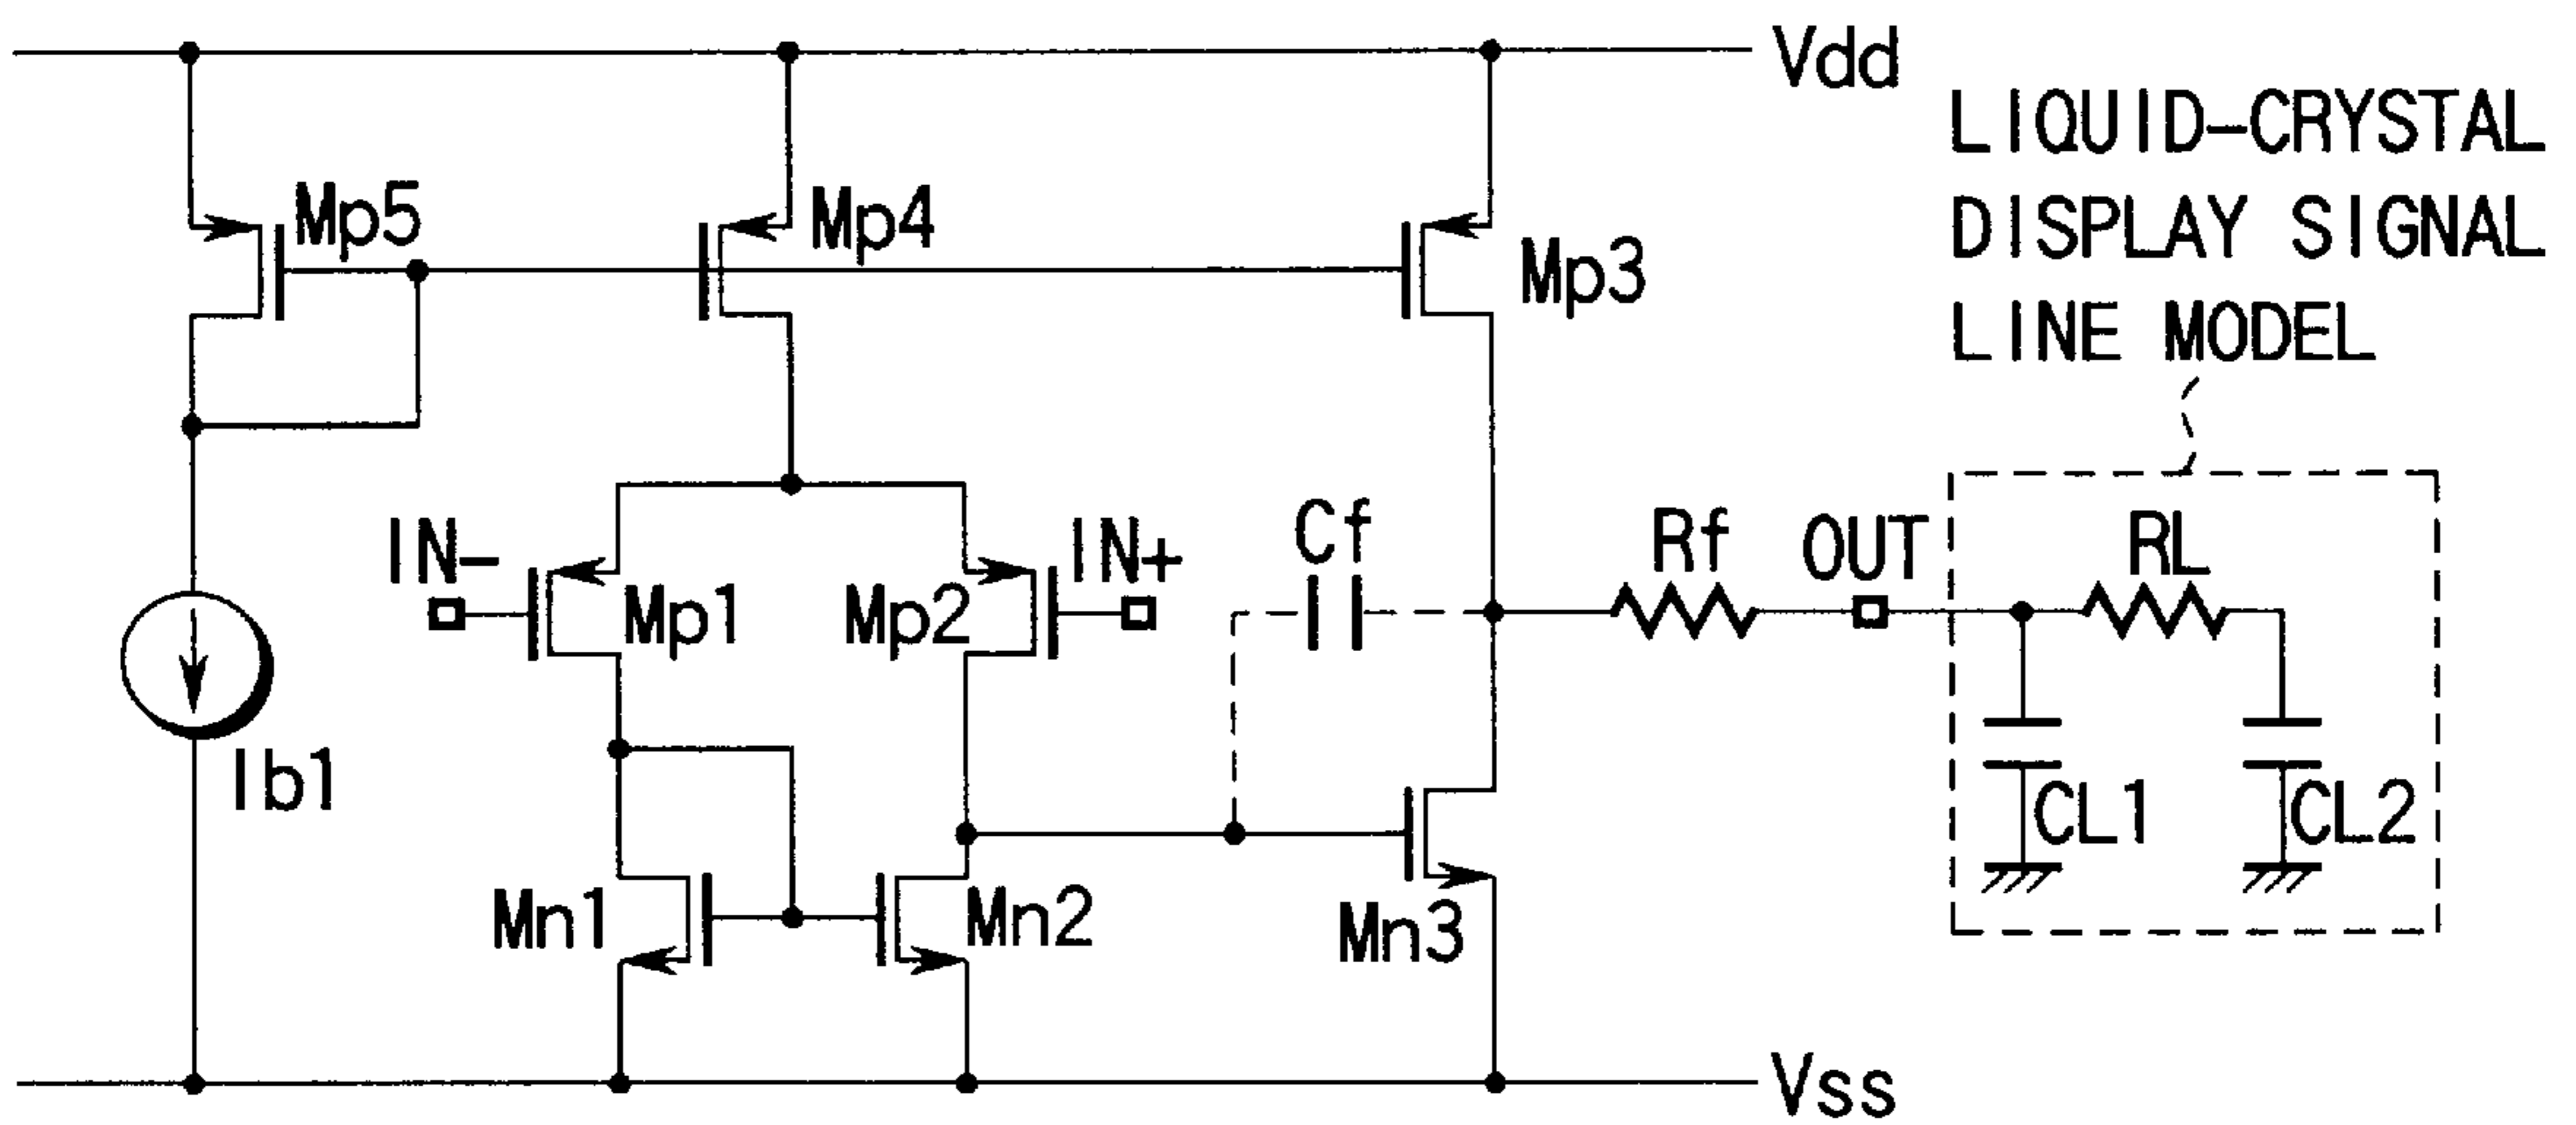 Vdd
LIQUID-CRYSTAL
DISPLAY SIGNAL
LINE MODEL
Mp5
Mp4
Mp3
IN-
Mp1
Mp2
IN+
Cf
Rf
OUT
RL
Ib1
CL1
CL2
Mn1
Mn2
Mn3
Vss